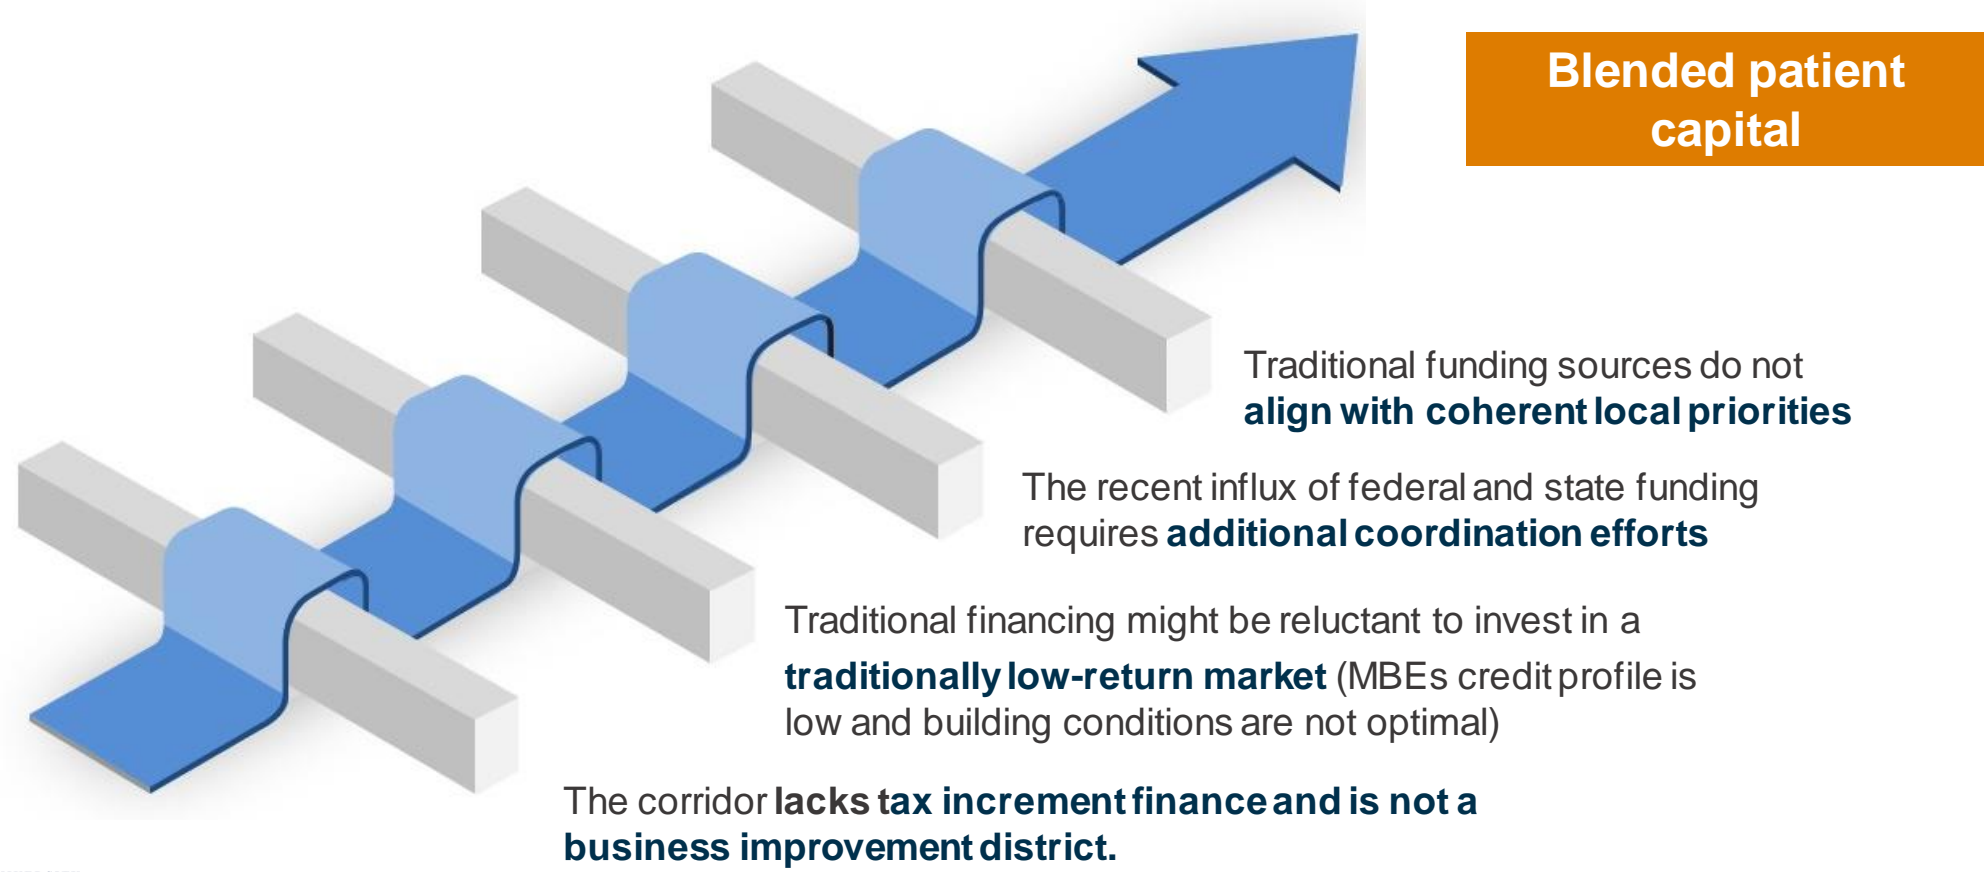 Blended patient
capital
Traditional funding sources do not
align with coherent local priorities
The recent influx of federal and state funding
requires additional coordination efforts
Traditional financing might be reluctant to invest in a
traditionally low-return market (MBEs credit profile is
low and building conditions are not optimal)
The corridor lacks tax increment finance and is not a
business improvement district.